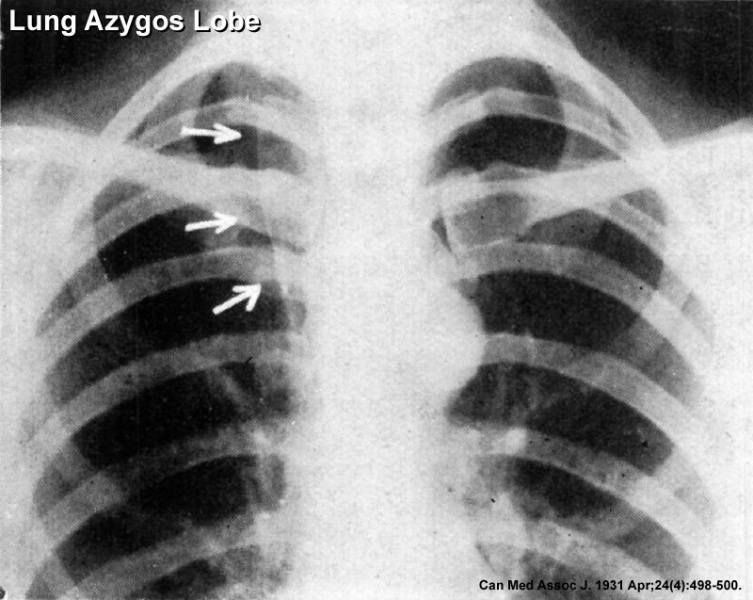 Lung Azygos Lobe
Can Med Assoc J. 1931 Apr;24(4):498-500.